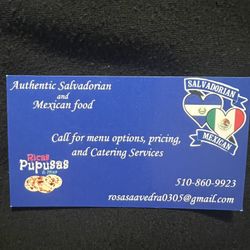 Authentic Salvadorian
and
Mexican food
SALVADORIAN
MEXICAN
Call for menu options, pricing,
and Catering Services
Ricas
Pupusas
& More
510-860-9923
rosasaavedra0305@gmail.com